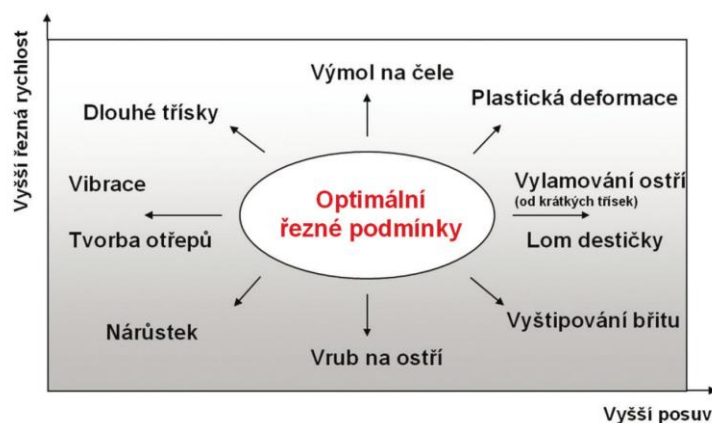 Vyšší řezná rychlost
Výmol na čele
Plastická deformace
Dlouhé třísky
Vibrace
Tvorba otřepů
Optimální
řezné podmínky
Vylamování ostří
(od krátkých třísek)
Lom destičky
Nárůstek
Vrub na ostří
Vyštipování břitu
Vyšší posuv